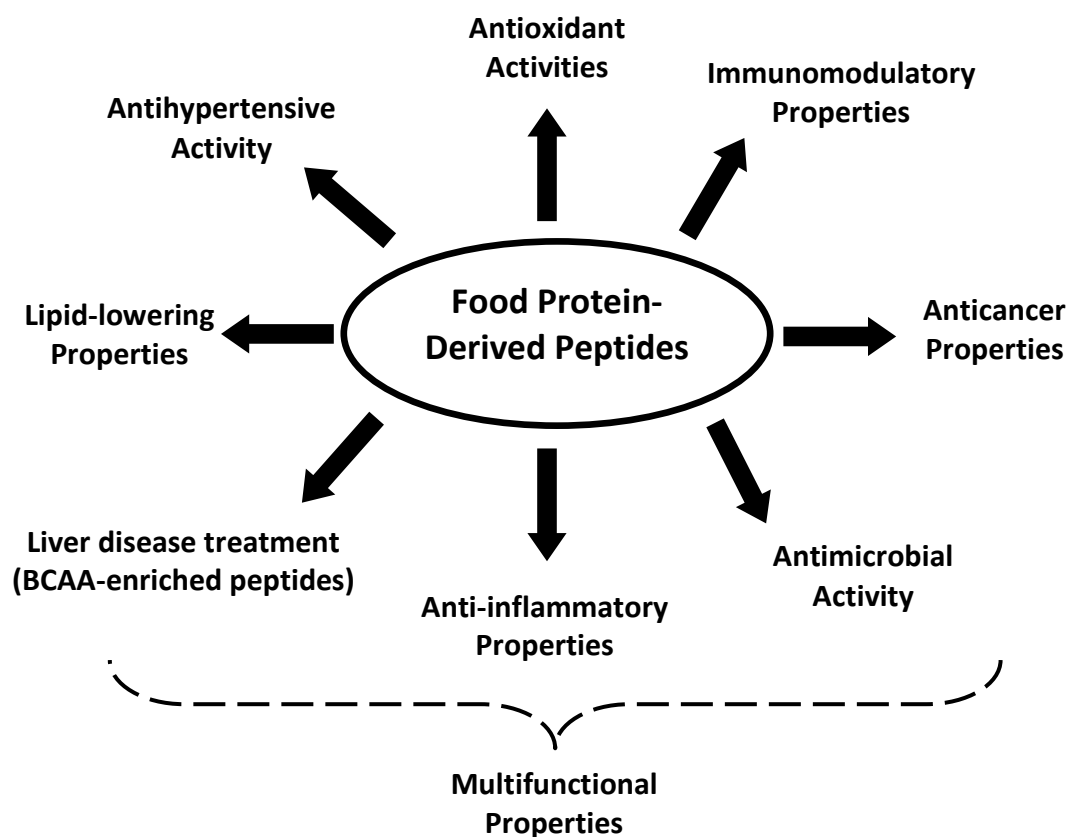 Antioxidant
Activities
Immunomodulatory
Properties
Antihypertensive
Activity
Food Protein-
Derived Peptides
Lipid-lowering
Properties
Anticancer
Properties
Liver disease treatment
(BCAA-enriched peptides)
Anti-inflammatory
Properties
Antimicrobial
Activity
Multifunctional
Properties